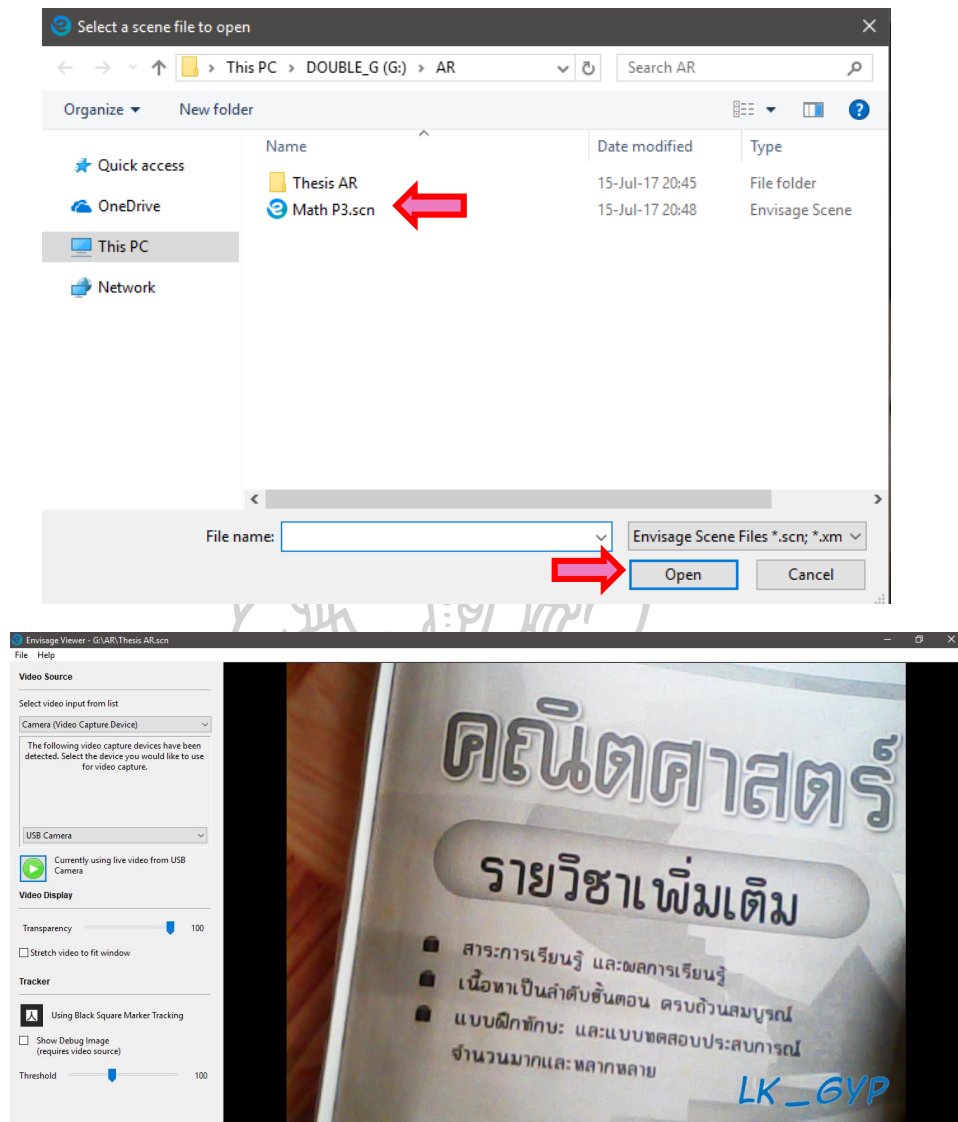 Select a scene file to open
This PC > DOUBLE_G (G:) > AR
Search AR
Organize
New folder
Name
Date modified
Type
Quick access
OneDrive
This PC
Network
Thesis AR
15-Jul-17 20:45
File folder
Math P3.scn
15-Jul-17 20:48
Envisage Scene
File name:
Envisage Scene Files *.scn; *.xm
Open
Cancel
Envisage Viewer - G:\AR\Thesis AR.scn
File Help
Video Source
Select video input from list
Camera (Video Capture Device)
The following video capture devices have been
detected. Select the device you would like to use
for video capture.
USB Camera
Currently using live video from USB
Camera
Video Display
Transparency
100
Stretch video to fit window
Tracker
Using Black Square Marker Tracking
Show Debug Image
(requires video source)
Threshold
100
คณิตศาสตร์
รายวิชาเพิ่มเติม
สาระการเรียนรู้ และผลการเรียนรู้
เนื้อหาเป็นลำดับขั้นตอน ครบถ้วนสมบูรณ์
แบบฝึกทักษะ และแบบทดสอบประสบการณ์
จำนวนมากและหลากหลาย
LK_GYP